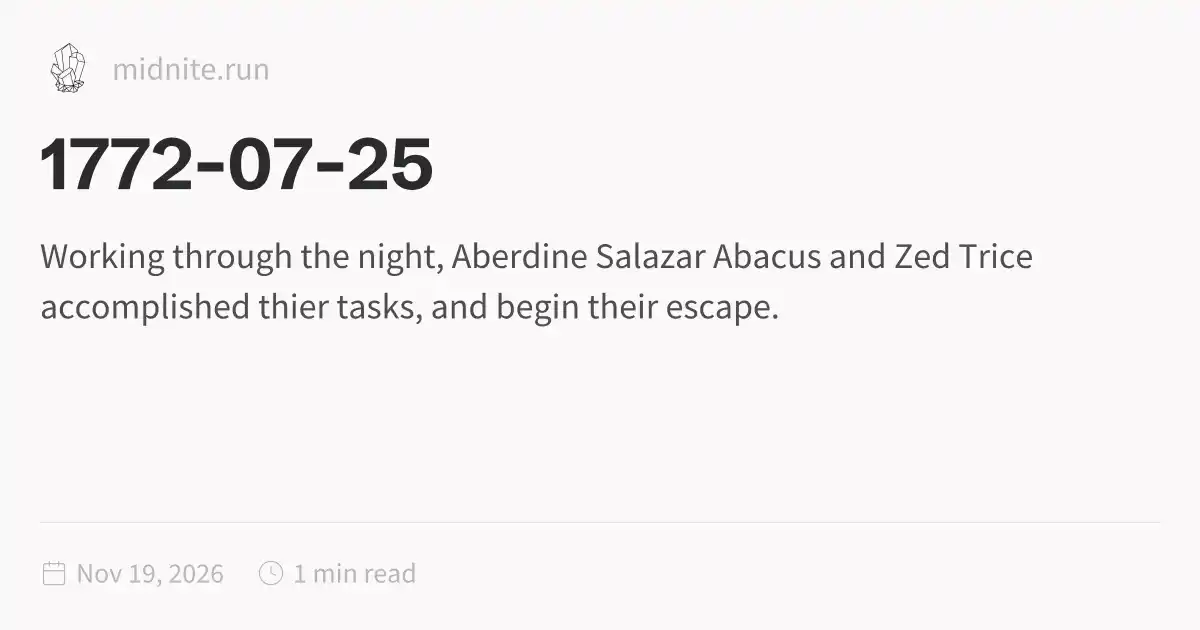 midnite.run
1772-07-25
Working through the night, Aberdine Salazar Abacus and Zed Trice
accomplished thier tasks, and begin their escape.
Nov 19, 2026 1 min read